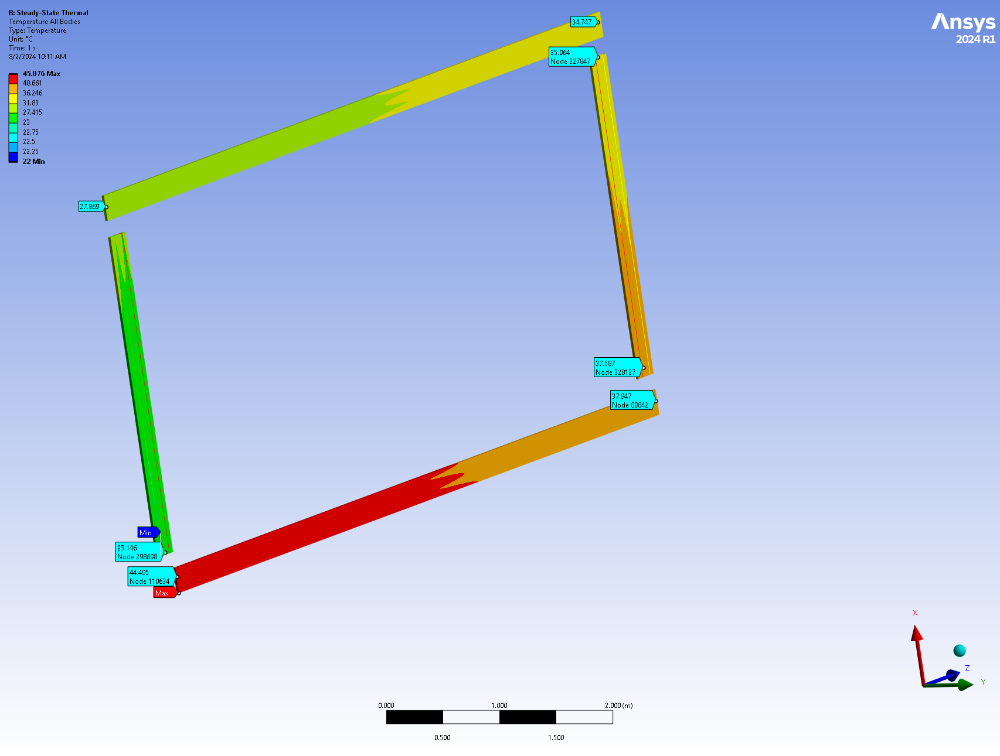 B: Steady-State Thermal
Temperature All Bodies
Type: Temperature
Unit: °C
Time: 1 s
8/2/2024 10:11 AM
45.076 Max
40.661
36.246
31.83
27.415
23
22.75
22.5
22.25
22 Min
Ansys
2024 R1
34.747
35.064
Node 327847
27.869
37.587
Node 328127
37.947
Node 80842
Min
25.146
Node 298698
44.495
Node 110634
Max
X
Z
Y
0.000
1.000
2.000 (m)
0.500
1.500